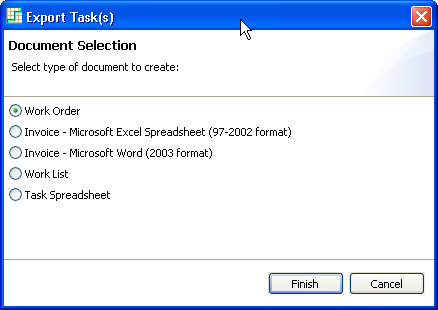 Export Task(s)
Document Selection
Select type of document to create:
Work Order
Invoice - Microsoft Excel Spreadsheet (97-2002 format)
Invoice - Microsoft Word (2003 format)
Work List
Task Spreadsheet
Finish Cancel